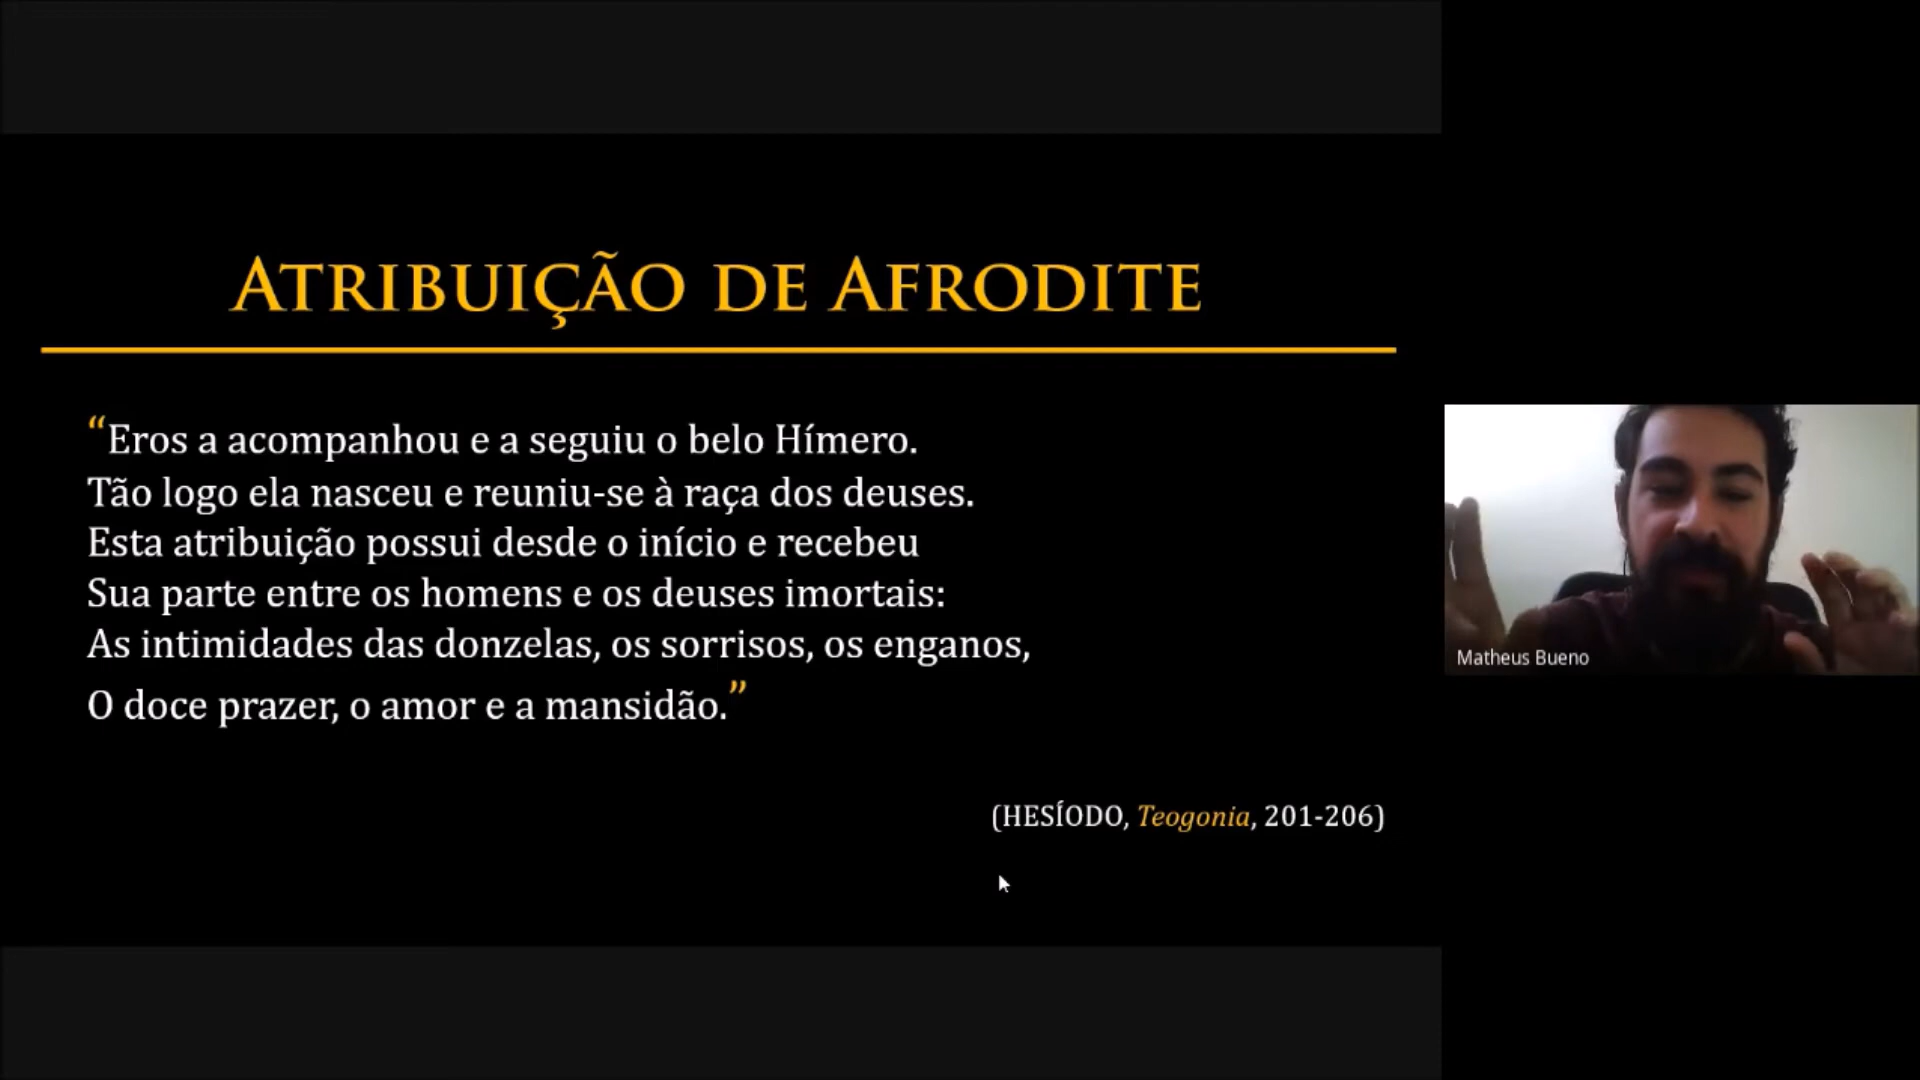 ATRIBUIÇÃO DE AFRODITE
“Eros a acompanhou e a seguiu o belo Hímero.
Tão logo ela nasceu e reuniu-se à raça dos deuses.
Esta atribuição possui desde o início e recebeu
Sua parte entre os homens e os deuses imortais:
As intimidades das donzelas, os sorrisos, os enganos,
O doce prazer, o amor e a mansidão.”
(HESÍODO, Teogonia, 201-206)
Matheus Bueno